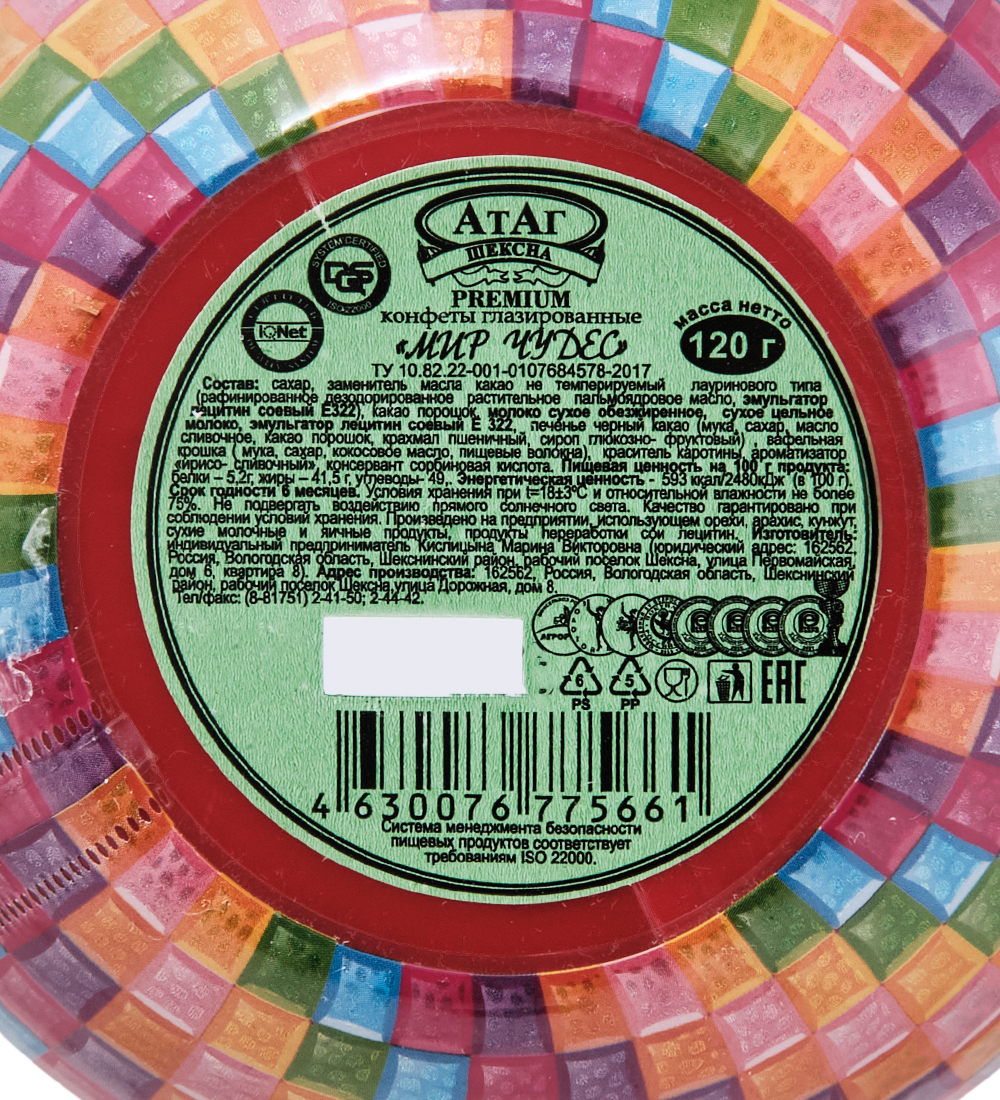 АтАг
ШЕКСНА
SYSTEM CERTIFIED
DQS
ISO 22000
IQNet
PREMIUM
конфеты глазированные
«МИР ЧУДЕС»
масса нетто
120 г
ТУ 10.82.22-001-0107684578-2017
Состав: сахар, заменитель масла какао не темперируемый лауринового типа
(рафинированное дезодорированное растительное пальмоядровое масло, эмульгатор
лецитин соевый Е322), какао порошок, молоко сухое обезжиренное, сухое цельное
молоко, эмульгатор лецитин соевый Е 322, печенье черный какао (мука, сахар, масло
сливочное, какао порошок, крахмал пшеничный, сироп глюкозно- фруктовый) , вафельная
крошка ( мука, сахар, кокосовое масло, пищевые волокна), краситель каротины, ароматизатор
«ирисо- сливочный», консервант сорбиновая кислота. Пищевая ценность на 100 г продукта:
белки – 5,2г, жиры – 41,5 г, углеводы- 49,. Энергетическая ценность - 593 ккал/2480кДж (в 100 г).
Срок годности 6 месяцев. Условия хранения при t=18±3°С и относительной влажности не более
75%. Не подвергать воздействию прямого солнечного света. Качество гарантировано при
соблюдении условий хранения. Произведено на предприятии, использующем орехи, арахис, кунжут,
сухие молочные и яичные продукты, продукты переработки сои лецитин. Изготовитель:
индивидуальный предприниматель Кислицына Марина Викторовна (юридический адрес: 162562,
Россия, Вологодская область, Шекснинский район, рабочий поселок Шексна, улица Первомайская,
дом 6, квартира 8). Адрес производства: 162562, Россия, Вологодская область, Шекснинский
район, рабочий поселок Шексна,улица Дорожная, дом 8.
Тел/факс: (8-81751) 2-41-50; 2-44-42.
6
PS
5
PP
ЕАС
4 630076 775661
Система менеджмента безопасности
пищевых продуктов соответствует
требованиям ISO 22000.